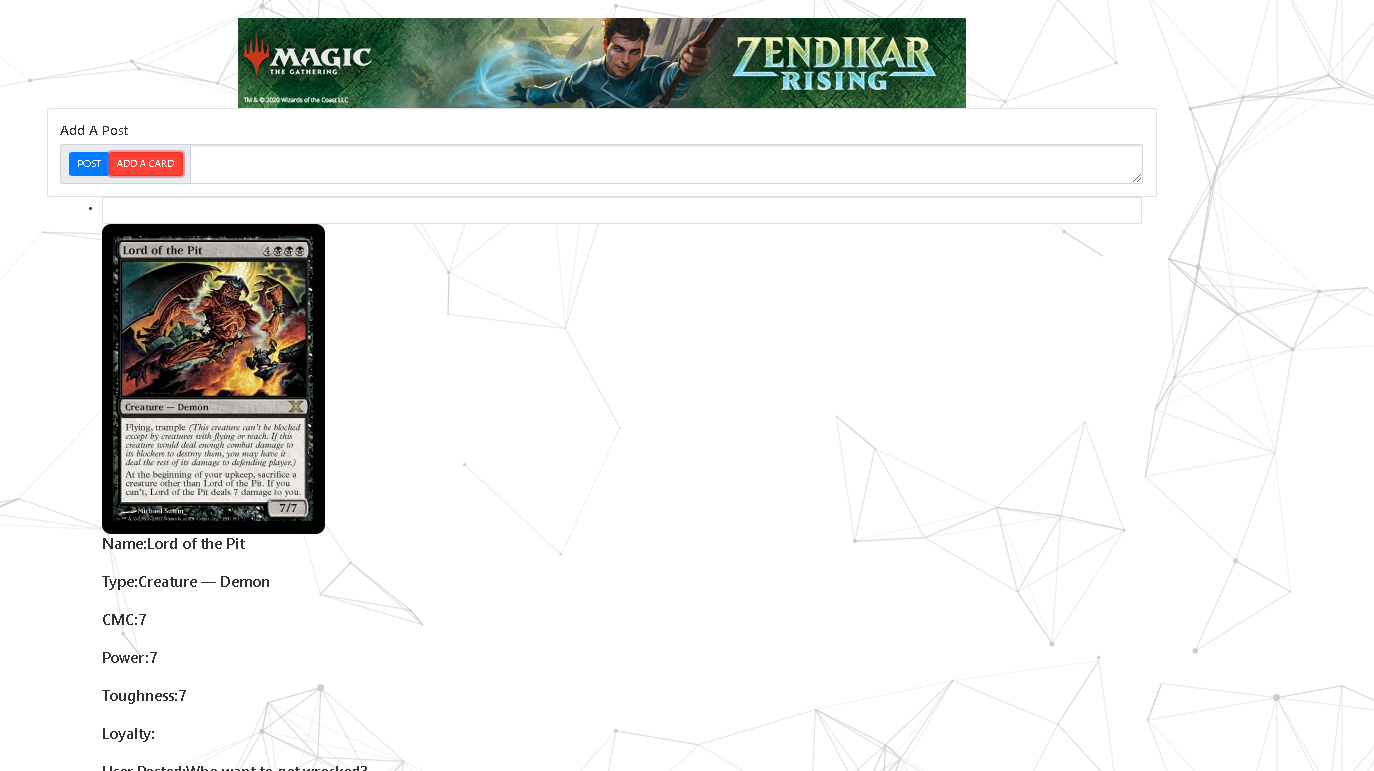 MAGIC
THE GATHERING
TM & © 2020 Wizards of the Coast LLC
ZENDIKAR
RISING
Add A Post
POST ADD A CARD
Lord of the Pit 4
Creature — Demon
Flying, trample (This creature can't be blocked
except by creatures with flying or reach. If this
creature would deal enough combat damage to
its blockers to destroy them, you may have it
deal the rest of its damage to defending player.)
At the beginning of your upkeep, sacrifice a
creature other than Lord of the Pit. If you
can't, Lord of the Pit deals 7 damage to you.
7/7
Michael Sutfin
Name:Lord of the Pit
Type:Creature — Demon
CMC:7
Power:7
Toughness:7
Loyalty:
User Posted:Who want to get wrecked?